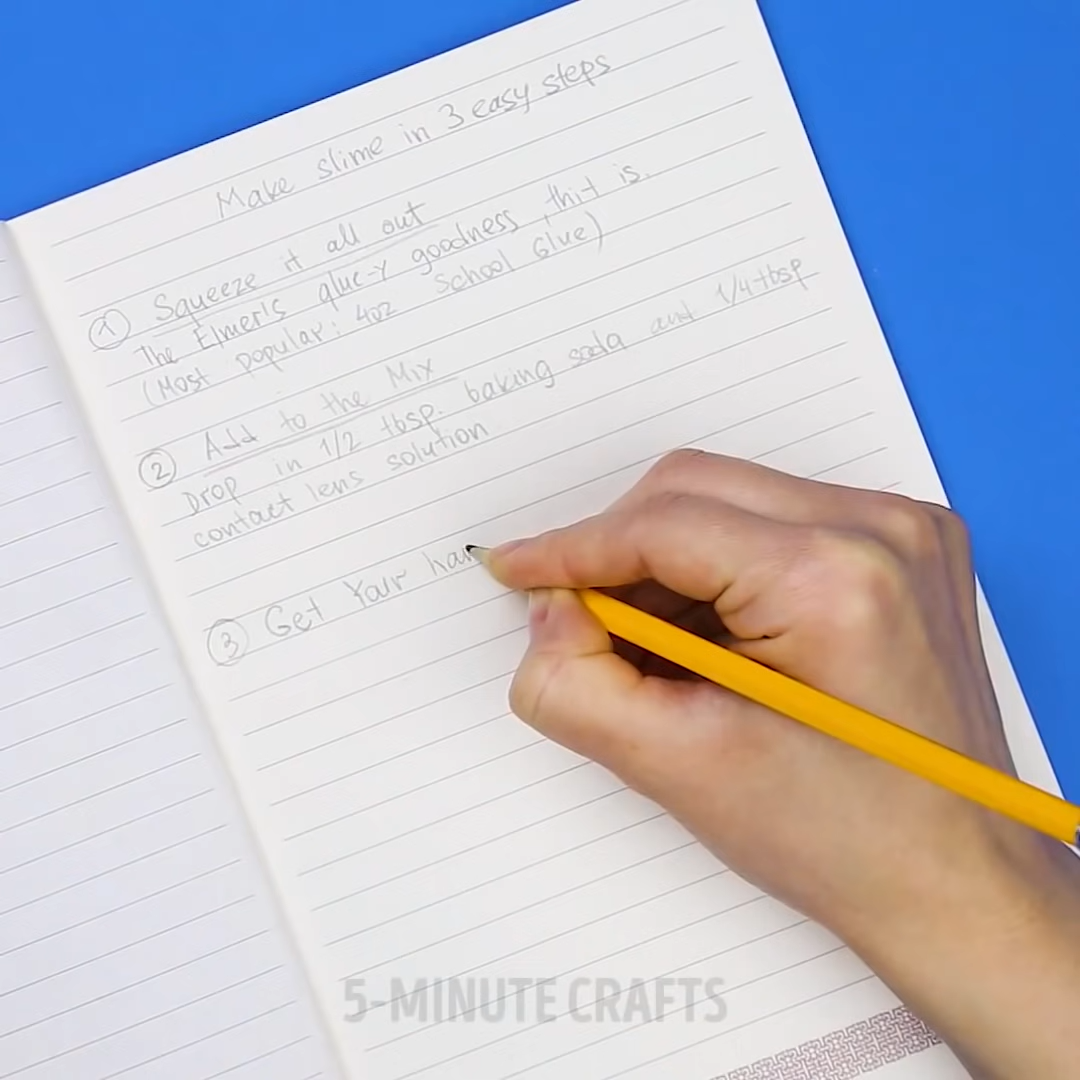 Make slime in 3 easy steps
① Squeeze it all out
The Elmer's glue-y goodness, thi-t is.
(Most popular: 4oz School Glue)
② Add to the Mix
Drop in 1/2 tbsp. baking soda and 1/4 tbsp
contact lens solution
③ Get Your han
5-MINUTE CRAFTS